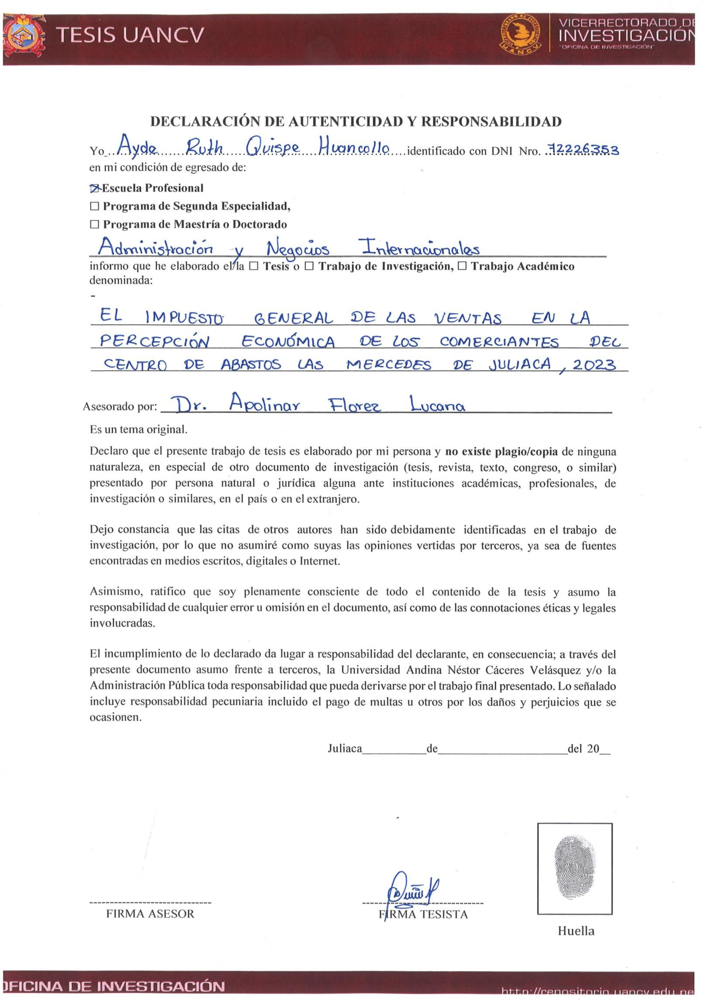 TESIS UANCV
VICERRECTORADO DE
INVESTIGACIÓN
"OFICINA DE INVESTIGACIÓN"
UANCV
DECLARACIÓN DE AUTENTICIDAD Y RESPONSABILIDAD
Yo Ayde Ruth Quispe Huancollo identificado con DNI Nro. 72226353
en mi condición de egresado de:
☒ Escuela Profesional
☐ Programa de Segunda Especialidad,
☐ Programa de Maestría o Doctorado
Administración y Negocios Internacionales
informo que he elaborado el/la ☐ Tesis o ☐ Trabajo de Investigación, ☐ Trabajo Académico
denominada:
-
EL IMPUESTO GENERAL DE LAS VENTAS EN LA
PERCEPCIÓN ECONÓMICA DE LOS COMERCIANTES DEL
CENTRO DE ABASTOS LAS MERCEDES DE JULIACA, 2023
Asesorado por: Dr. Apolinar Florez Lucana
Es un tema original.
Declaro que el presente trabajo de tesis es elaborado por mi persona y no existe plagio/copia de ninguna
naturaleza, en especial de otro documento de investigación (tesis, revista, texto, congreso, o similar)
presentado por persona natural o jurídica alguna ante instituciones académicas, profesionales, de
investigación o similares, en el país o en el extranjero.
Dejo constancia que las citas de otros autores han sido debidamente identificadas en el trabajo de
investigación, por lo que no asumiré como suyas las opiniones vertidas por terceros, ya sea de fuentes
encontradas en medios escritos, digitales o Internet.
Asimismo, ratifico que soy plenamente consciente de todo el contenido de la tesis y asumo la
responsabilidad de cualquier error u omisión en el documento, así como de las connotaciones éticas y legales
involucradas.
El incumplimiento de lo declarado da lugar a responsabilidad del declarante, en consecuencia; a través del
presente documento asumo frente a terceros, la Universidad Andina Néstor Cáceres Velásquez y/o la
Administración Pública toda responsabilidad que pueda derivarse por el trabajo final presentado. Lo señalado
incluye responsabilidad pecuniaria incluido el pago de multas u otros por los daños y perjuicios que se
ocasionen.
Juliaca__________de____________________del 20__
FIRMA ASESOR
FIRMA TESISTA
Huella
OFICINA DE INVESTIGACIÓN
http://repositorio.uancv.edu.pe